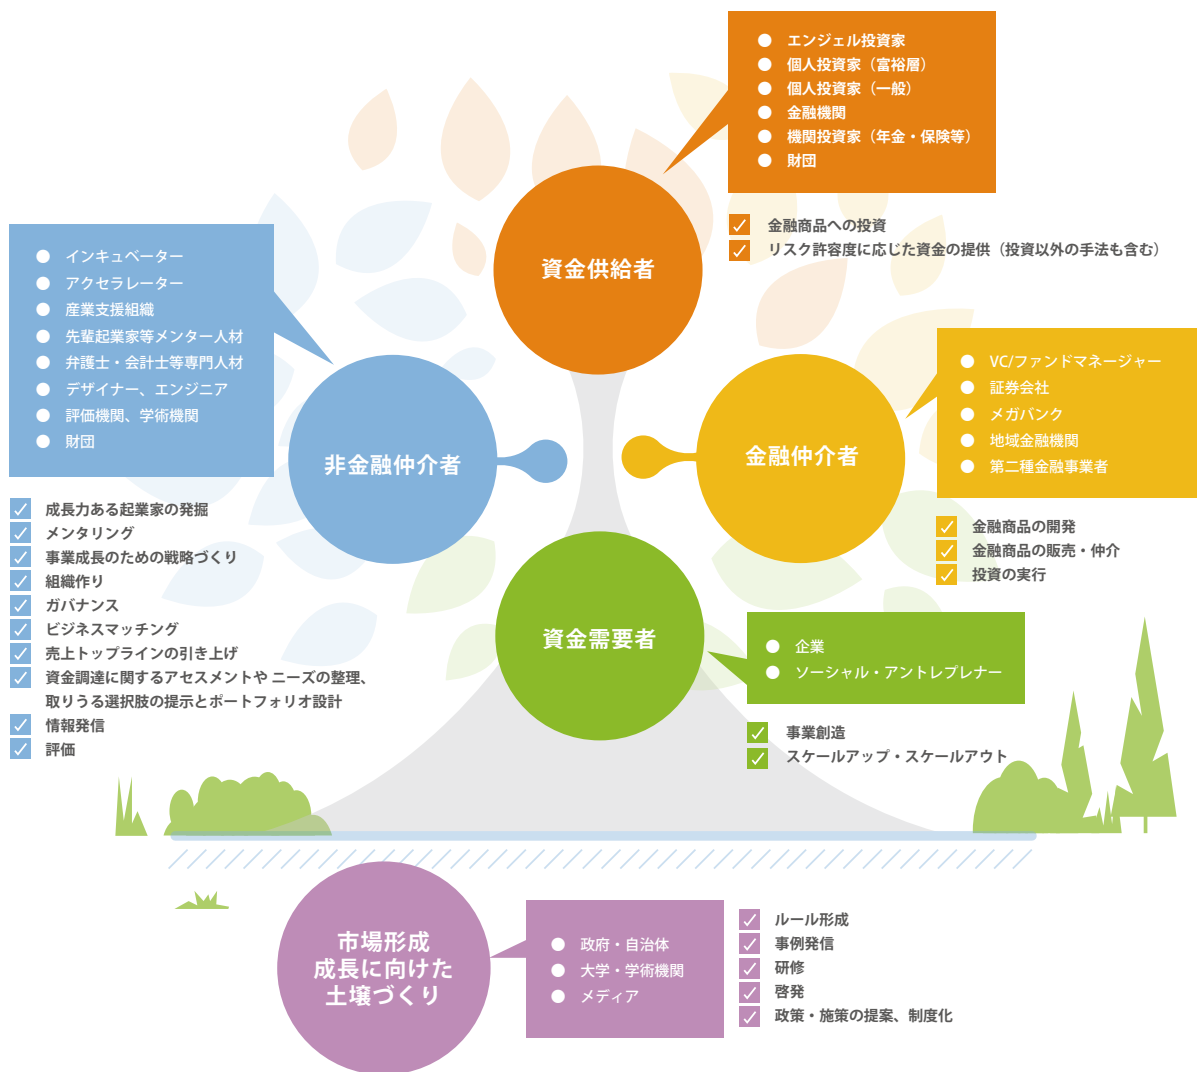 エンジェル投資家
個人投資家（富裕層）
個人投資家（一般）
金融機関
機関投資家（年金・保険等）
財団
資金供給者
金融商品への投資
リスク許容度に応じた資金の提供（投資以外の手法も含む）
インキュベーター
アクセラレーター
産業支援組織
先輩起業家等メンター人材
弁護士・会計士等専門人材
デザイナー、エンジニア
評価機関、学術機関
財団
非金融仲介者
成長力ある起業家の発掘
メンタリング
事業成長のための戦略づくり
組織作り
ガバナンス
ビジネスマッチング
売上トップラインの引き上げ
資金調達に関するアセスメントや ニーズの整理、
取りうる選択肢の提示とポートフォリオ設計
情報発信
評価
金融仲介者
VC/ファンドマネージャー
証券会社
メガバンク
地域金融機関
第二種金融事業者
金融商品の開発
金融商品の販売・仲介
投資の実行
資金需要者
企業
ソーシャル・アントレプレナー
事業創造
スケールアップ・スケールアウト
市場形成
成長に向けた
土壌づくり
政府・自治体
大学・学術機関
メディア
ルール形成
事例発信
研修
啓発
政策・施策の提案、制度化